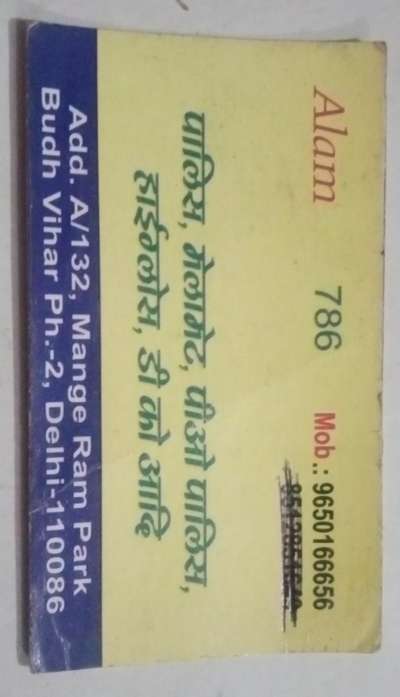 Alam 786 Mob.: 9650166656
पालिस, मेलामेट, पीओ पालिस,
हाईग्लोस, डी को आदि
Add. A/132, Mange Ram Park
Budh Vihar Ph.-2, Delhi-110086